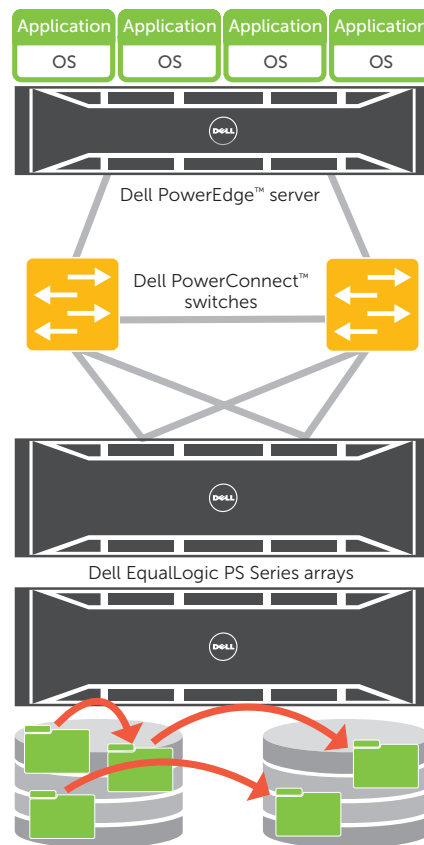 Application Application Application Application
OS OS OS OS
DELL
Dell PowerEdge™ server
Dell PowerConnect™
switches
DELL
Dell EqualLogic PS Series arrays
DELL